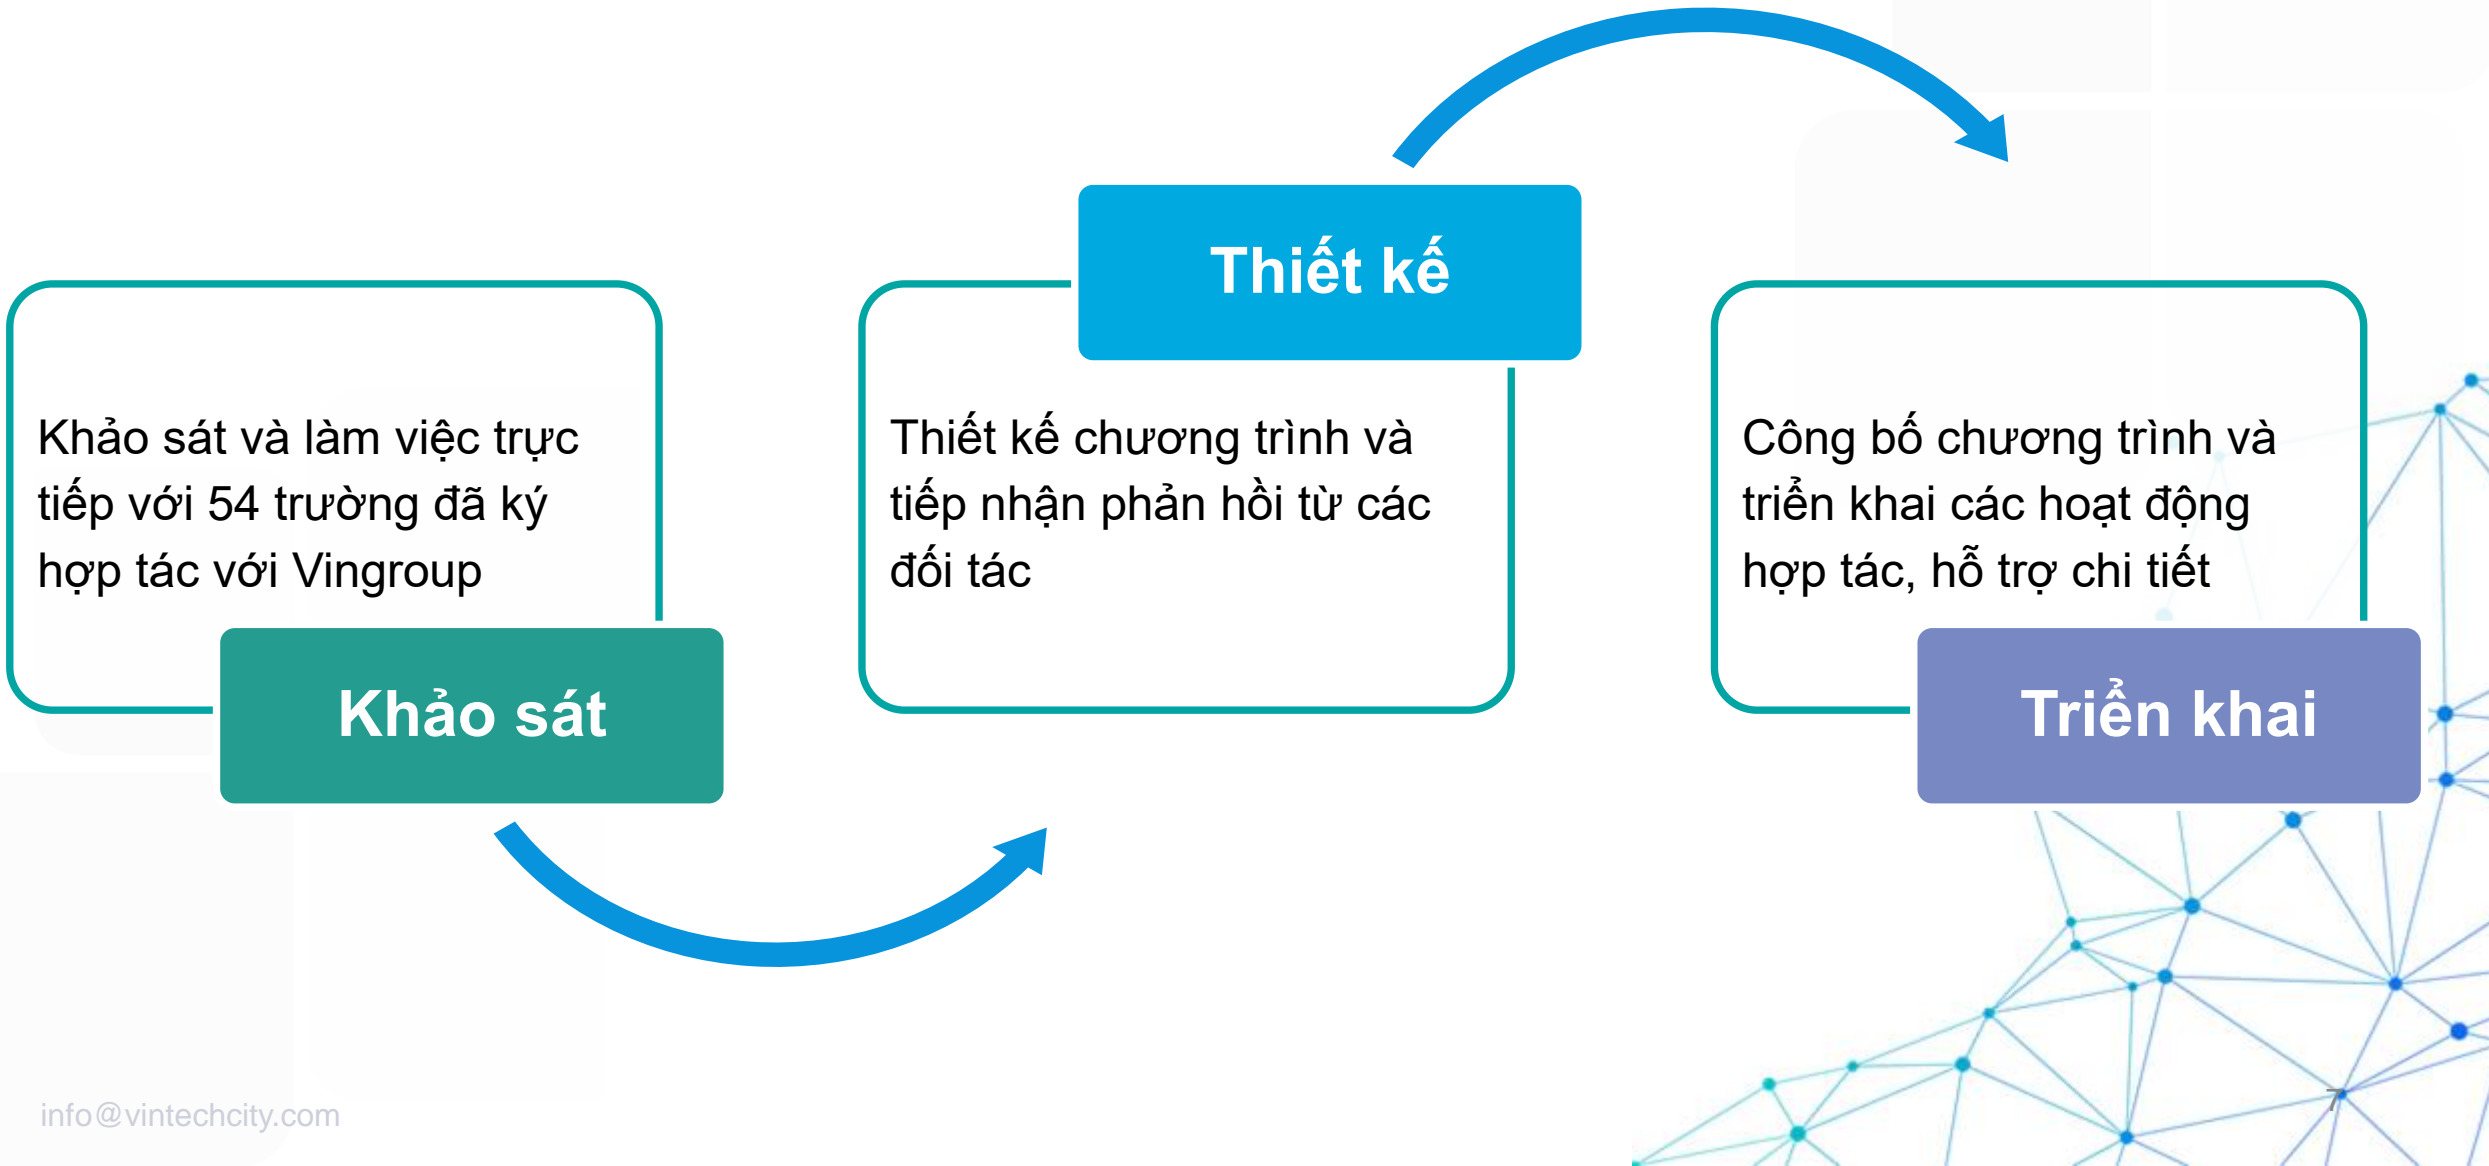 Khảo sát và làm việc trực
tiếp với 54 trường đã ký
hợp tác với Vingroup
Khảo sát
Thiết kế
Thiết kế chương trình và
tiếp nhận phản hồi từ các
đối tác
Công bố chương trình và
triển khai các hoạt động
hợp tác, hỗ trợ chi tiết
Triển khai
info@vintechcity.com
7